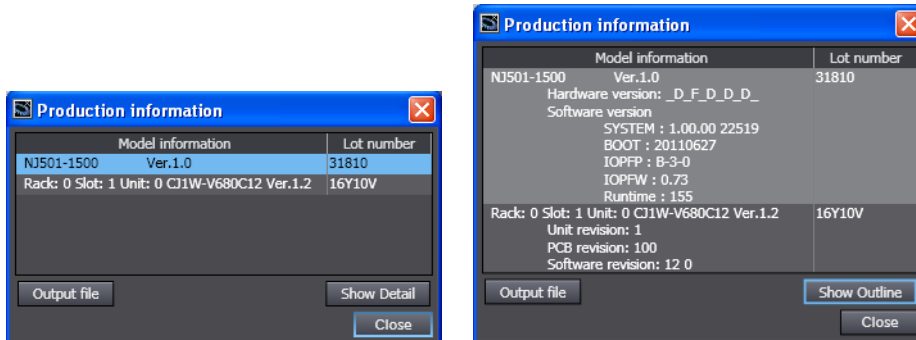 Production information
Model information Lot number
NJ501-1500 Ver.1.0 31810
Rack: 0 Slot: 1 Unit: 0 CJ1W-V680C12 Ver.1.2 16Y10V
Output file Show Detail
Close
Production information
Model information Lot number
NJ501-1500 Ver.1.0 31810
Hardware version: _D_F_D_D_D_
Software version
SYSTEM : 1.00.00 22519
BOOT : 20110627
IOPFP : B-3-0
IOPFW : 0.73
Runtime : 155
Rack: 0 Slot: 1 Unit: 0 CJ1W-V680C12 Ver.1.2 16Y10V
Unit revision: 1
PCB revision: 100
Software revision: 12 0
Output file Show Outline
Close